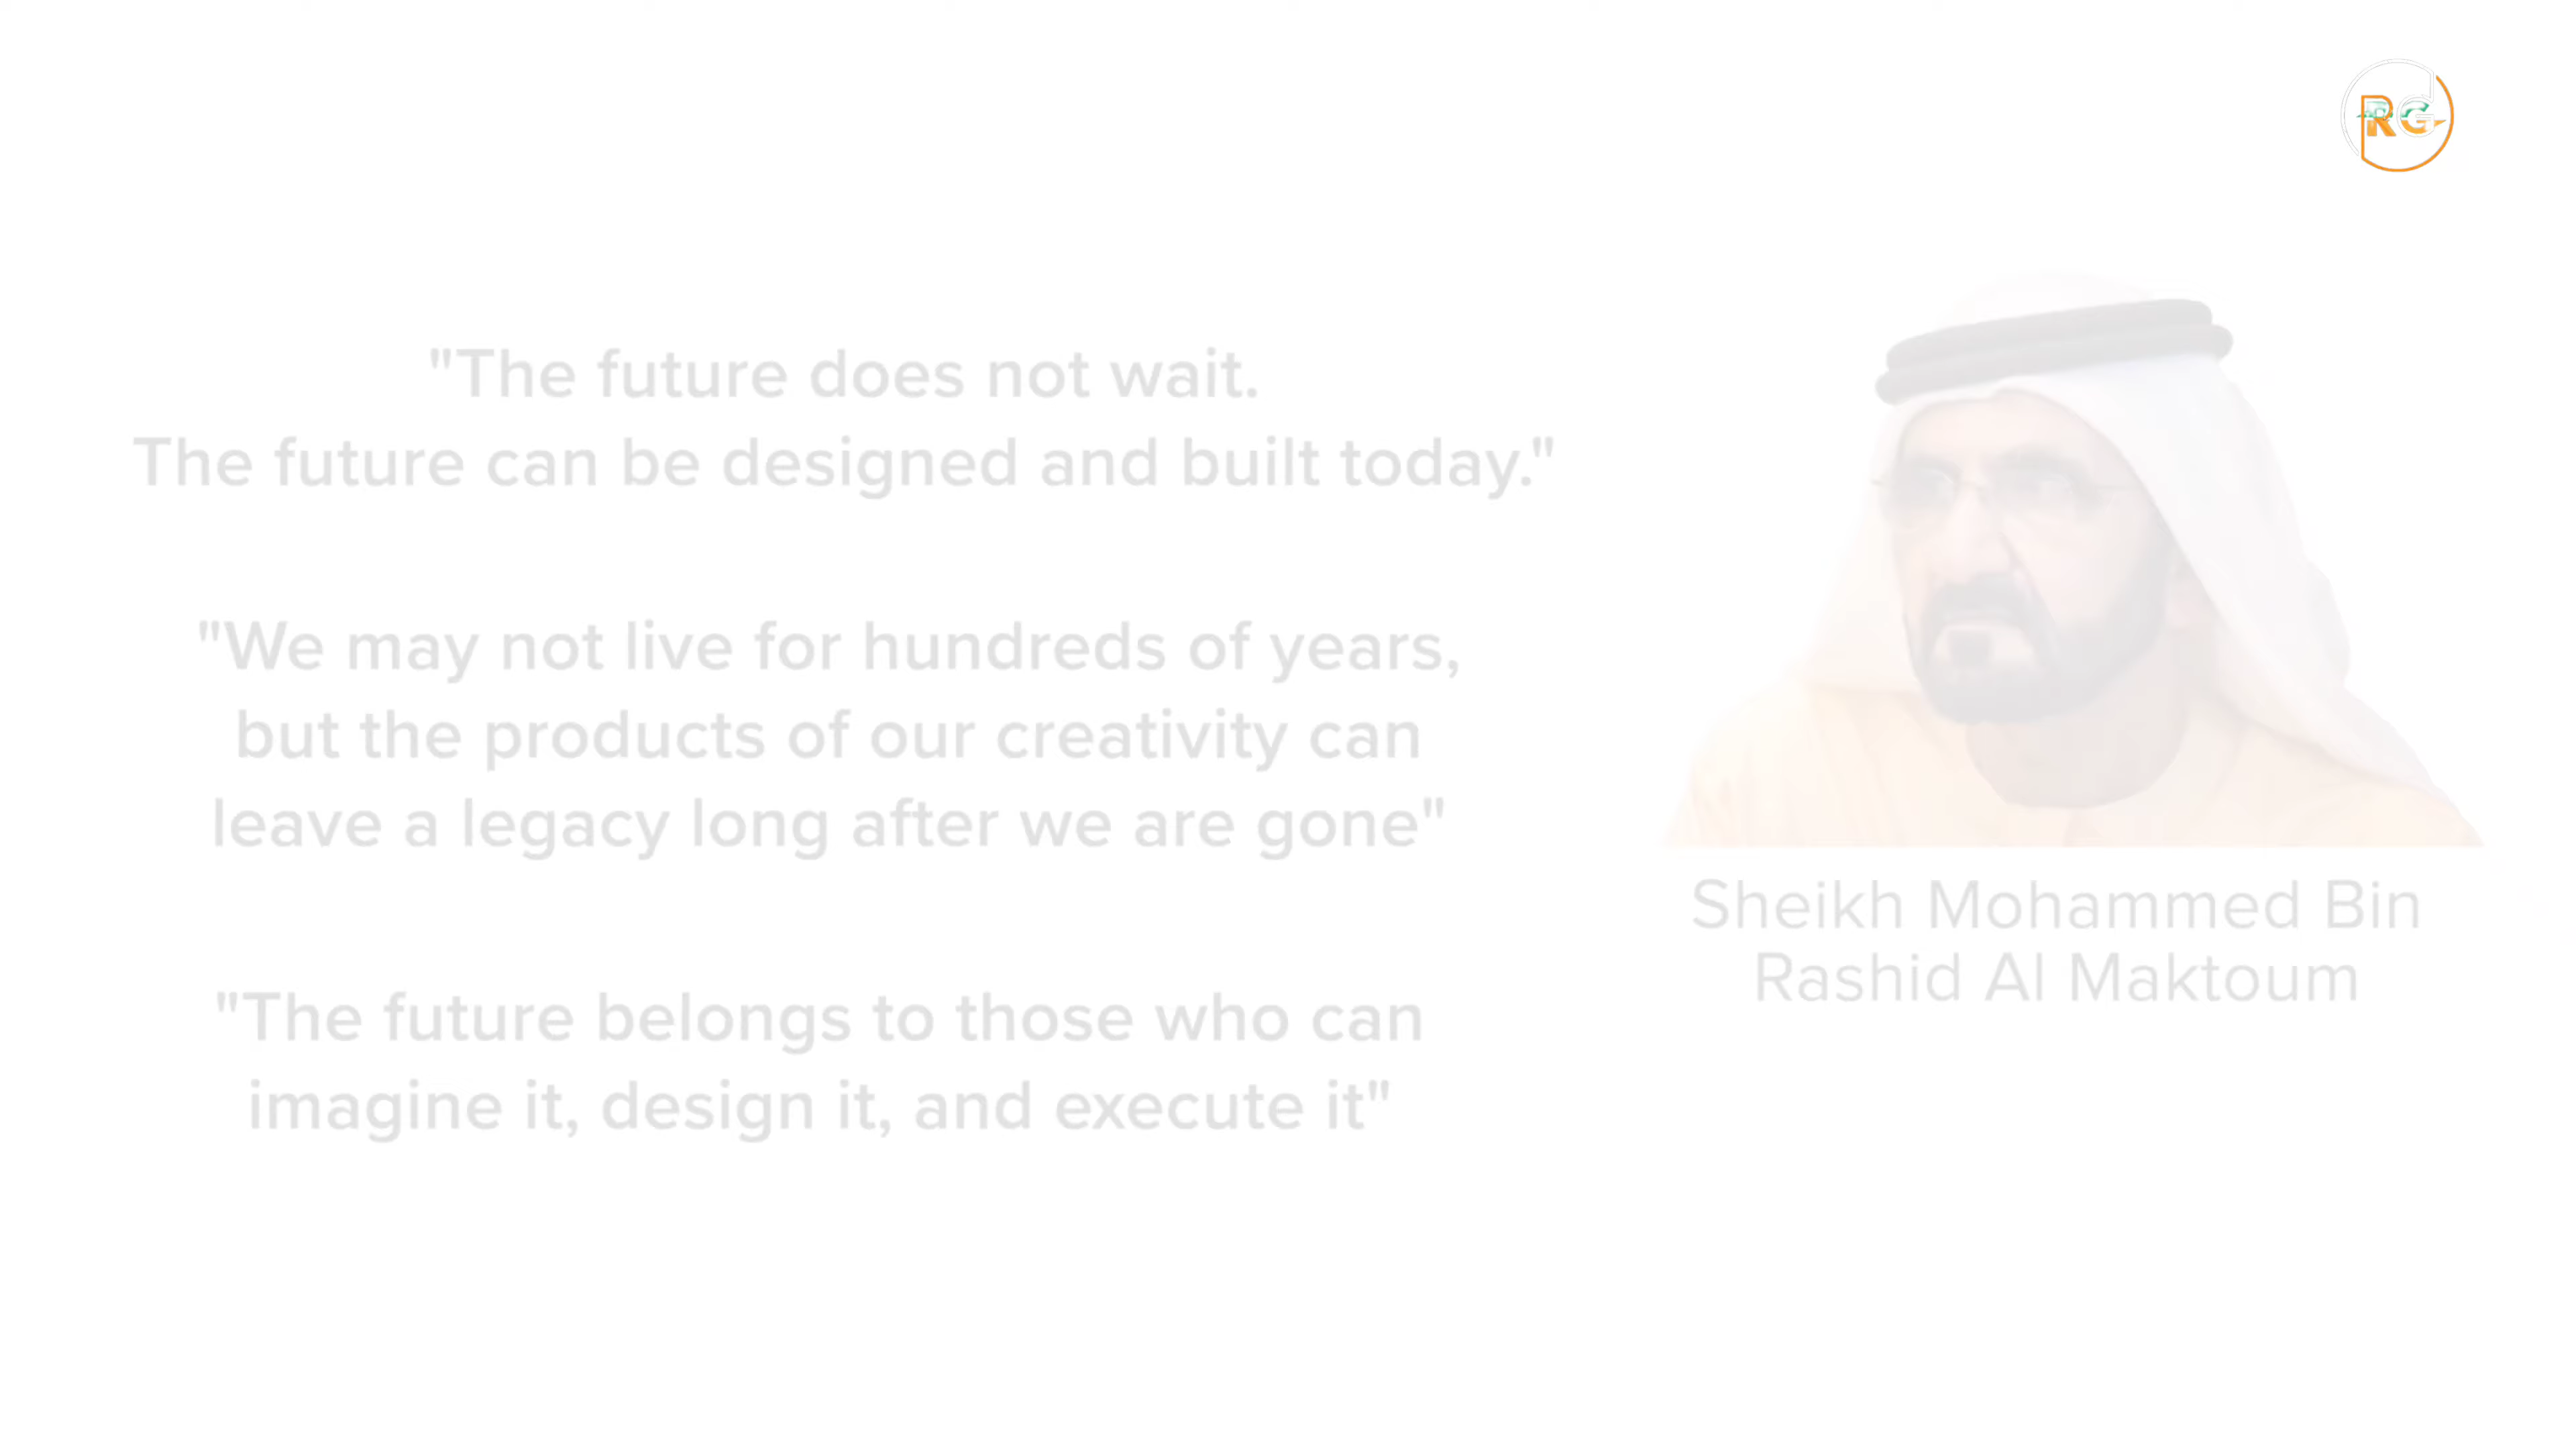 RG
"The future does not wait.
The future can be designed and built today."
"We may not live for hundreds of years,
but the products of our creativity can
leave a legacy long after we are gone"
"The future belongs to those who can
imagine it, design it, and execute it"
Sheikh Mohammed Bin
Rashid Al Maktoum